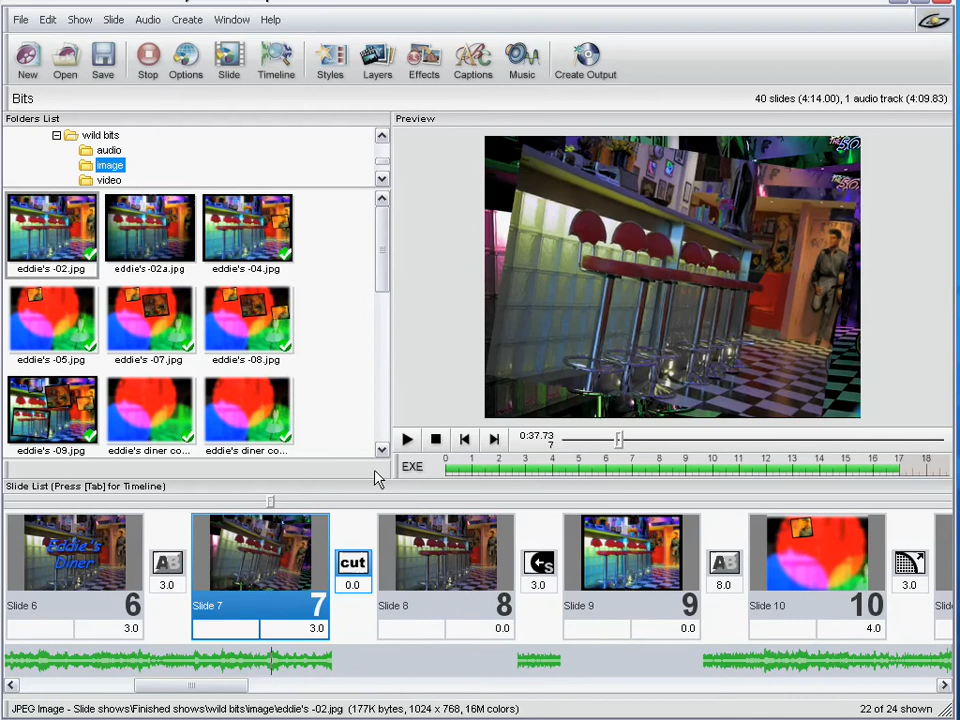 File Edit Show Slide Audio Create Window Help
New Open Save Stop Options Slide Timeline Styles Layers Effects Captions Music Create Output
Bits 40 slides (4:14.00), 1 audio track (4:09.83)
Folders List Preview
wild bits
audio
image
video
eddie's -02.jpg eddie's -02a.jpg eddie's -04.jpg
eddie's -05.jpg eddie's -07.jpg eddie's -08.jpg
eddie's -09.jpg eddie's diner co... eddie's diner co...
0:37.73
7
EXE 0 1 2 3 4 5 6 7 8 9 10 11 12 13 14 15 16 17 18
Slide List (Press [Tab] for Timeline)
Eddie's
Diner
AB cut S AB
3.0 0.0 3.0 8.0 3.0
Slide 6 6 Slide 7 7 Slide 8 8 Slide 9 9 Slide 10 10
3.0 3.0 0.0 0.0 4.0
JPEG Image - Slide shows\Finished shows\wild bits\image\eddie's -02.jpg (177K bytes, 1024 x 768, 16M colors) 22 of 24 shown